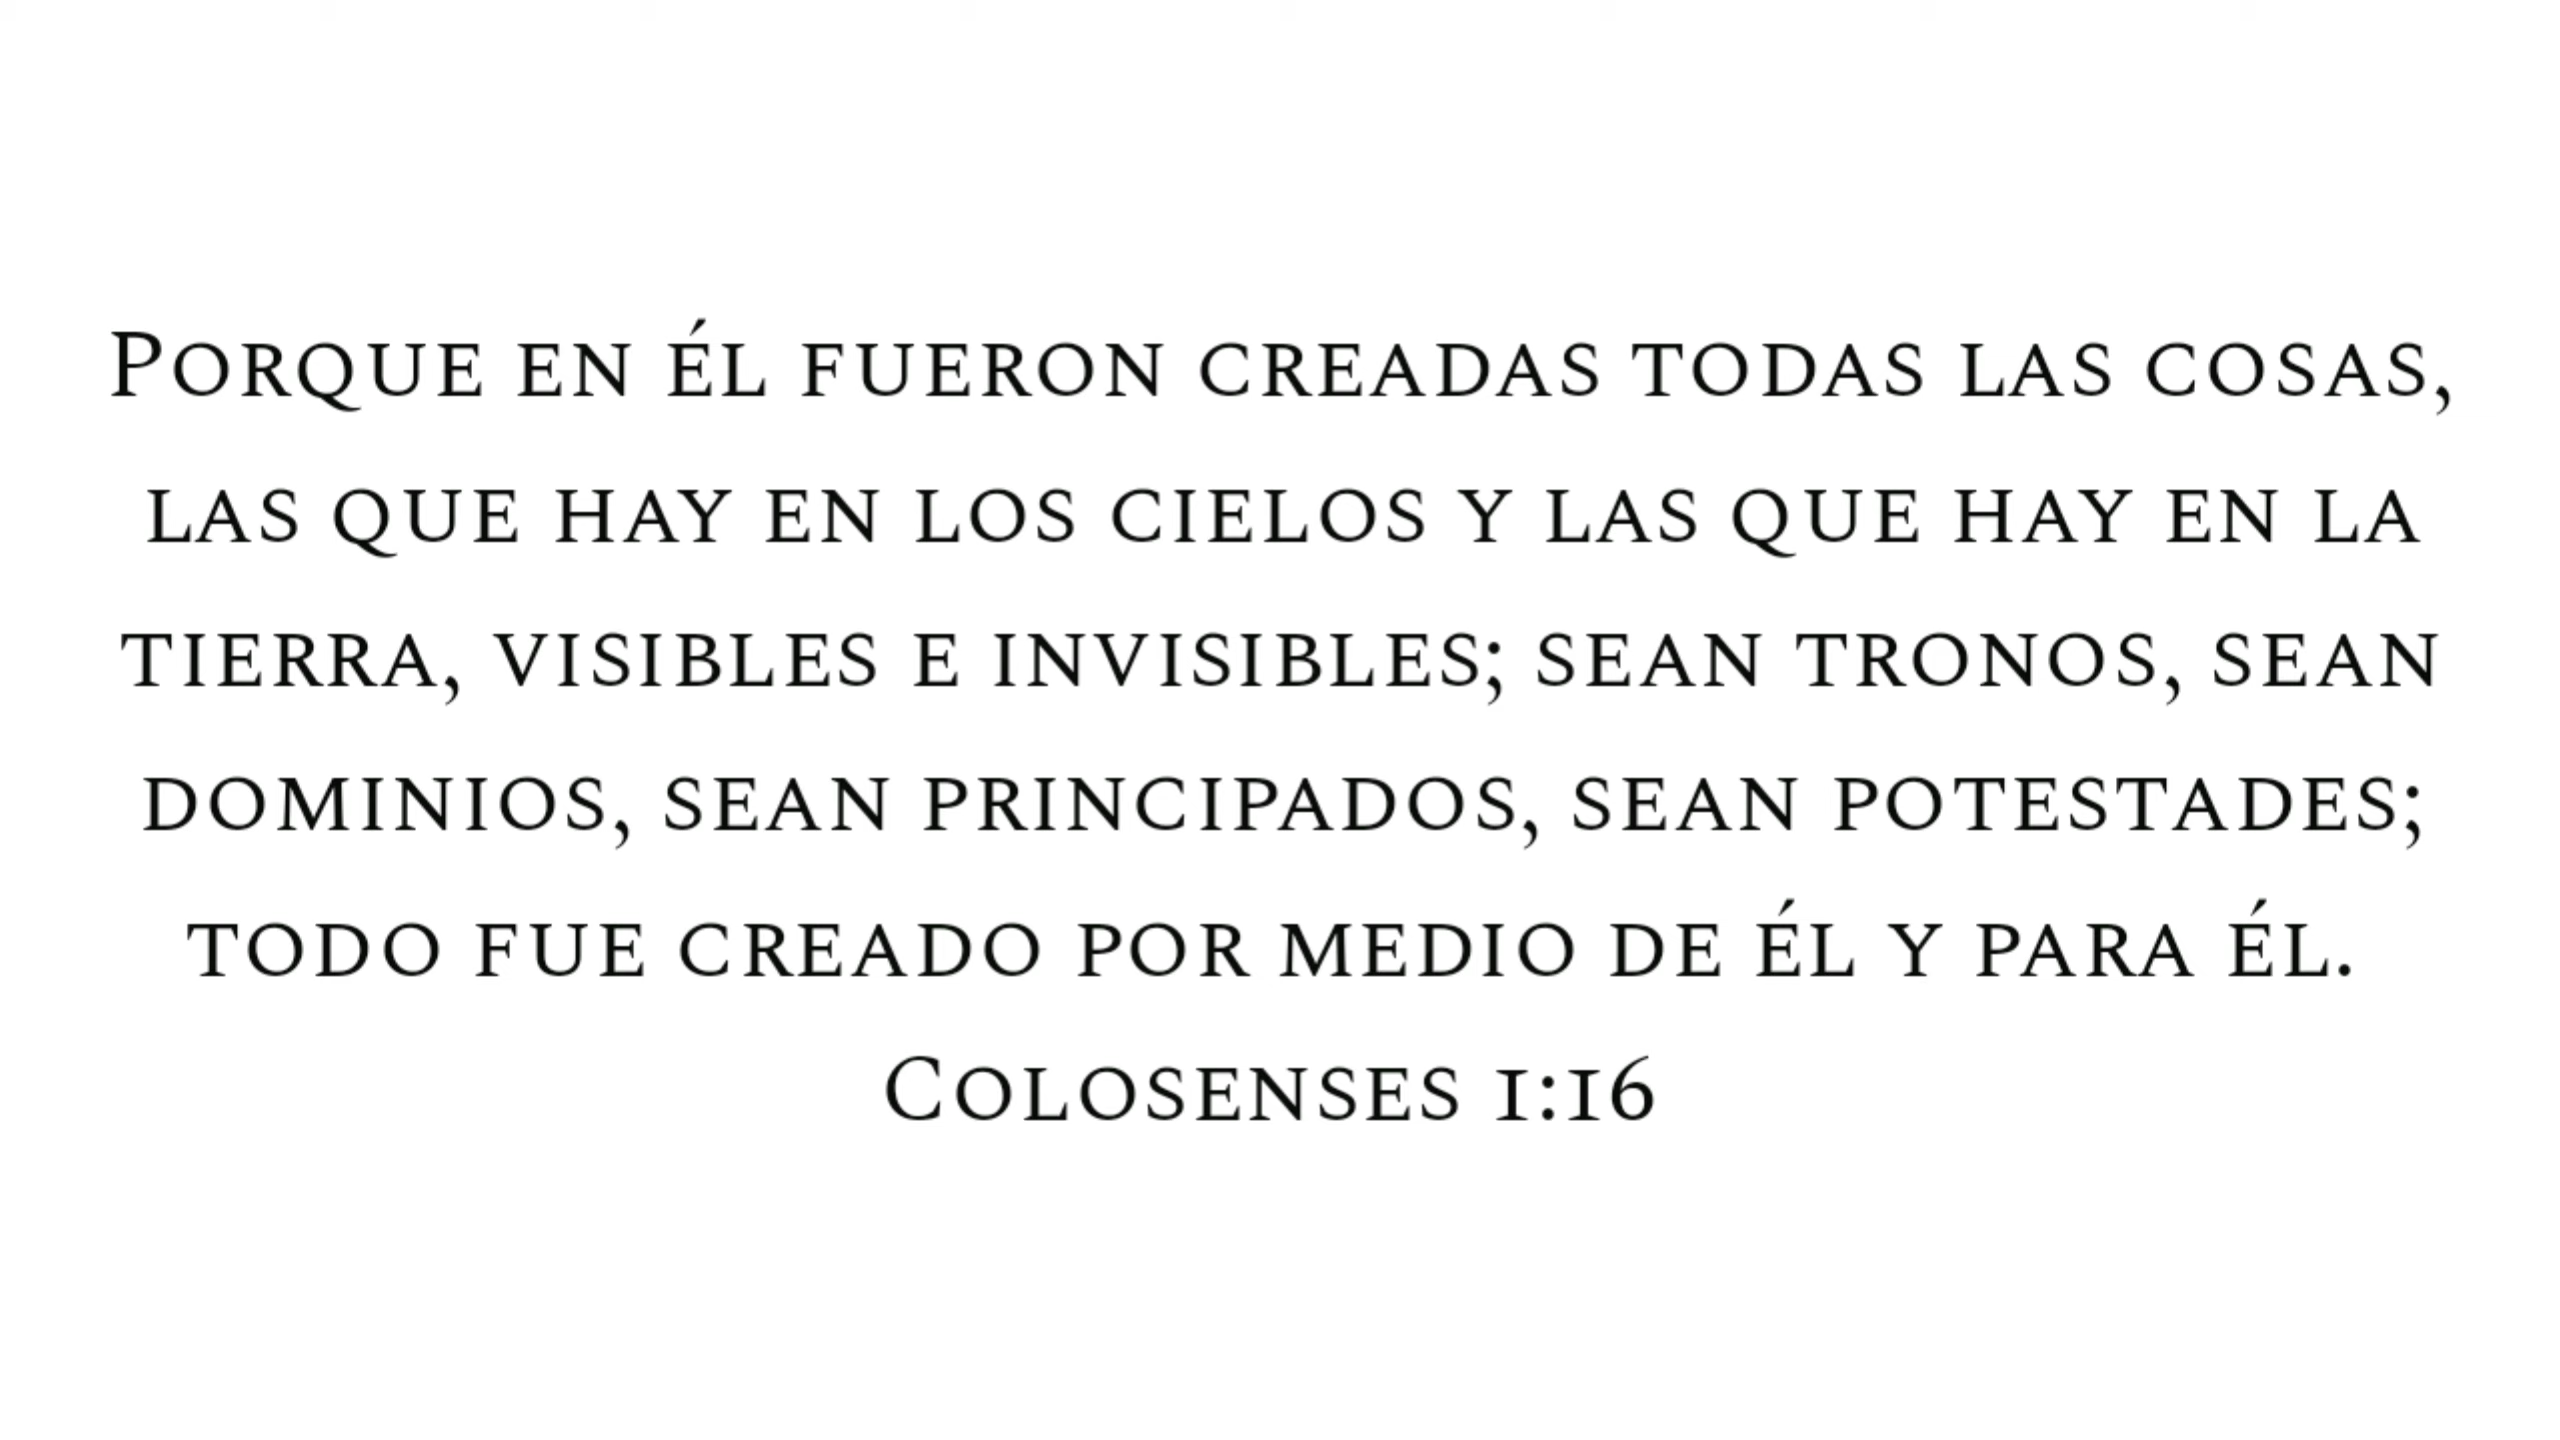 Porque en él fueron creadas todas las cosas,
las que hay en los cielos y las que hay en la
tierra, visibles e invisibles; sean tronos, sean
dominios, sean principados, sean potestades;
todo fue creado por medio de él y para él.
Colosenses 1:16